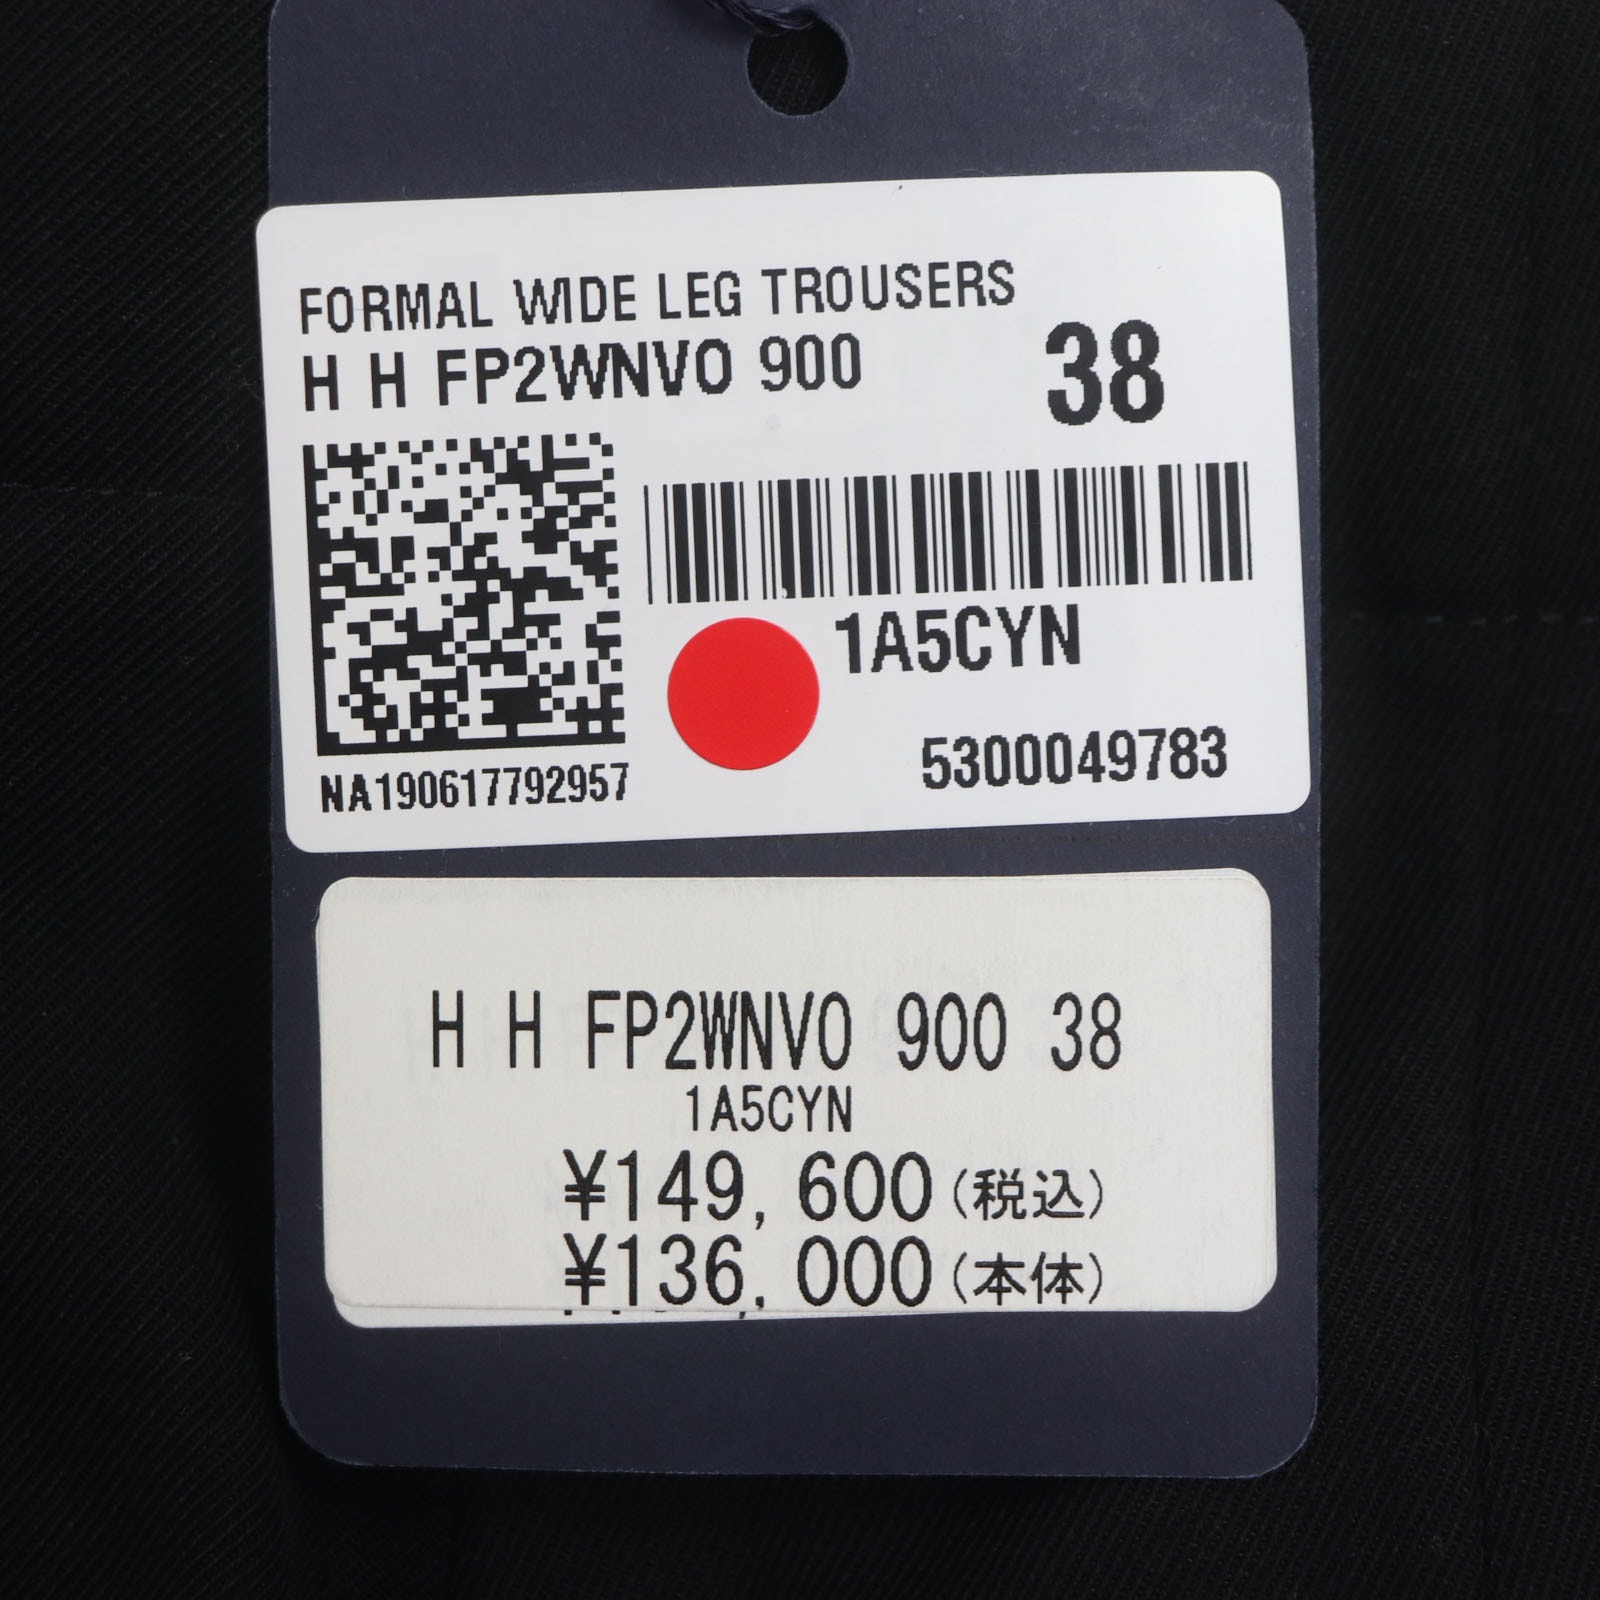 FORMAL WIDE LEG TROUSERS
H H FP2WNVO 900
38
1A5CYN
5300049783
NA190617792957
H H FP2WNVO 900 38
1A5CYN
¥149,600(税込)
¥136,000(本体)